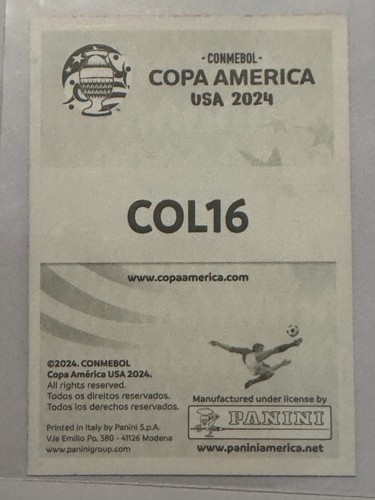 · CONMEBOL ·
COPA AMERICA
USA 2024
COL16
www.copaamerica.com
©2024. CONMEBOL
Copa América USA 2024.
All rights reserved.
Todos os direitos reservados.
Todos los derechos reservados.
Printed in Italy by Panini S.p.A.
V.le Emilio Po, 380 - 41126 Modena
www.paninigroup.com
Manufactured under license by
PANINI
www.paniniamerica.net